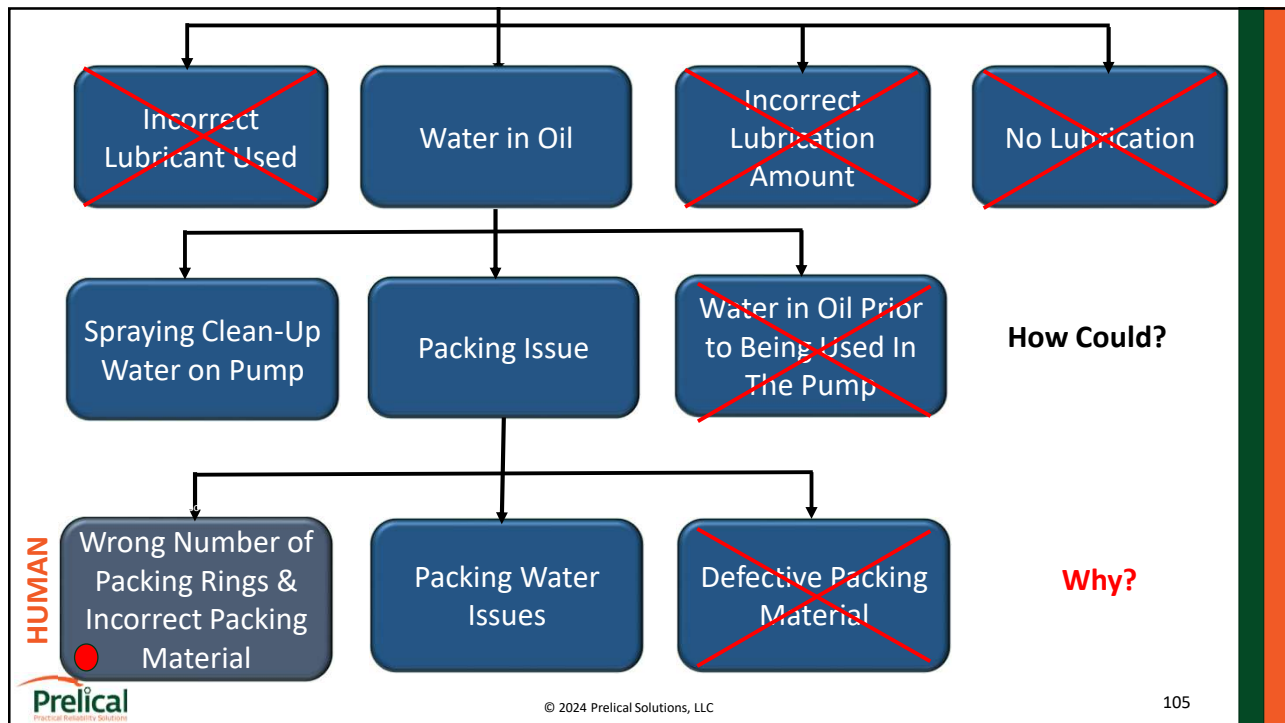 Incorrect
Lubricant Used
Water in Oil
Incorrect
Lubrication
Amount
No Lubrication
Spraying Clean-Up
Water on Pump
Packing Issue
Water in Oil Prior
to Being Used In
The Pump
How Could?
HUMAN
Wrong Number of
Packing Rings &
Incorrect Packing
Material
Packing Water
Issues
Defective Packing
Material
Why?
Prelical
Practical Reliability Solutions
© 2024 Prelical Solutions, LLC
105